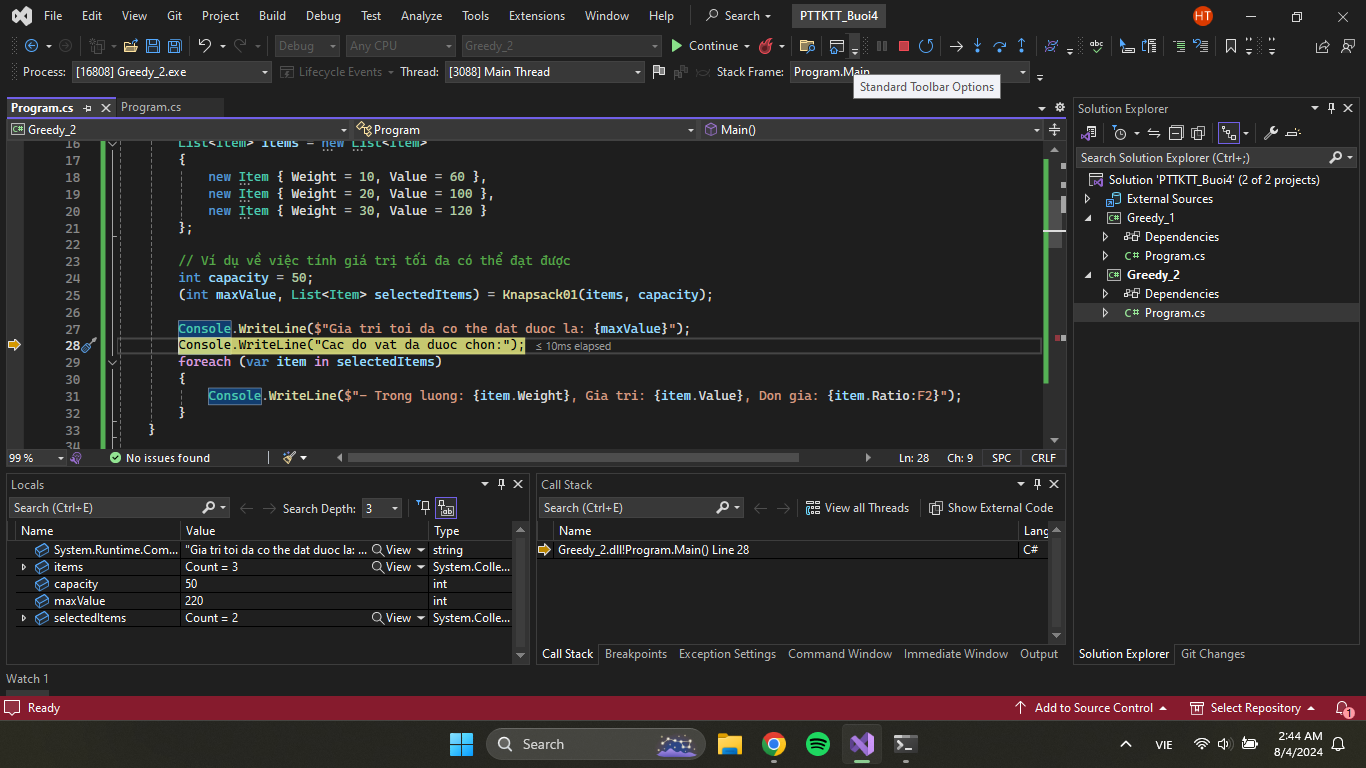 File Edit View Git Project Build Debug Test Analyze Tools Extensions Window Help Search PTTKTT_Buoi4 HT
Debug Any CPU Greedy_2 Continue
Process: [16808] Greedy_2.exe Lifecycle Events Thread: [3088] Main Thread Stack Frame: Program.Main
Standard Toolbar Options
Program.cs Program.cs
Greedy_2 Program Main()
16 List<Item> items = new List<Item>
17 {
18 new Item { Weight = 10, Value = 60 },
19 new Item { Weight = 20, Value = 100 },
20 new Item { Weight = 30, Value = 120 }
21 };
22
23 // Ví dụ về việc tính giá trị tối đa có thể đạt được
24 int capacity = 50;
25 (int maxValue, List<Item> selectedItems) = Knapsack01(items, capacity);
26
27 Console.WriteLine($"Gia tri toi da co the dat duoc la: {maxValue}");
28 Console.WriteLine("Cac do vat da duoc chon:"); ≤ 10ms elapsed
29 foreach (var item in selectedItems)
30 {
31 Console.WriteLine($"- Trong luong: {item.Weight}, Gia tri: {item.Value}, Don gia: {item.Ratio:F2}");
32 }
33 }
34
99 % No issues found Ln: 28 Ch: 9 SPC CRLF
Solution Explorer
Search Solution Explorer (Ctrl+;)
Solution 'PTTKTT_Buoi4' (2 of 2 projects)
External Sources
Greedy_1
Dependencies
C# Program.cs
Greedy_2
Dependencies
C# Program.cs
Solution Explorer Git Changes
Locals
Search (Ctrl+E) Search Depth: 3
Name Value Type
System.Runtime.Com... "Gia tri toi da co the dat duoc la: ... View string
items Count = 3 View System.Colle...
capacity 50 int
maxValue 220 int
selectedItems Count = 2 View System.Colle...
Call Stack
Search (Ctrl+E) View all Threads Show External Code
Name Lang
Greedy_2.dll!Program.Main() Line 28 C#
Call Stack Breakpoints Exception Settings Command Window Immediate Window Output
Watch 1
Ready Add to Source Control Select Repository 1
Search VIE 2:44 AM
8/4/2024